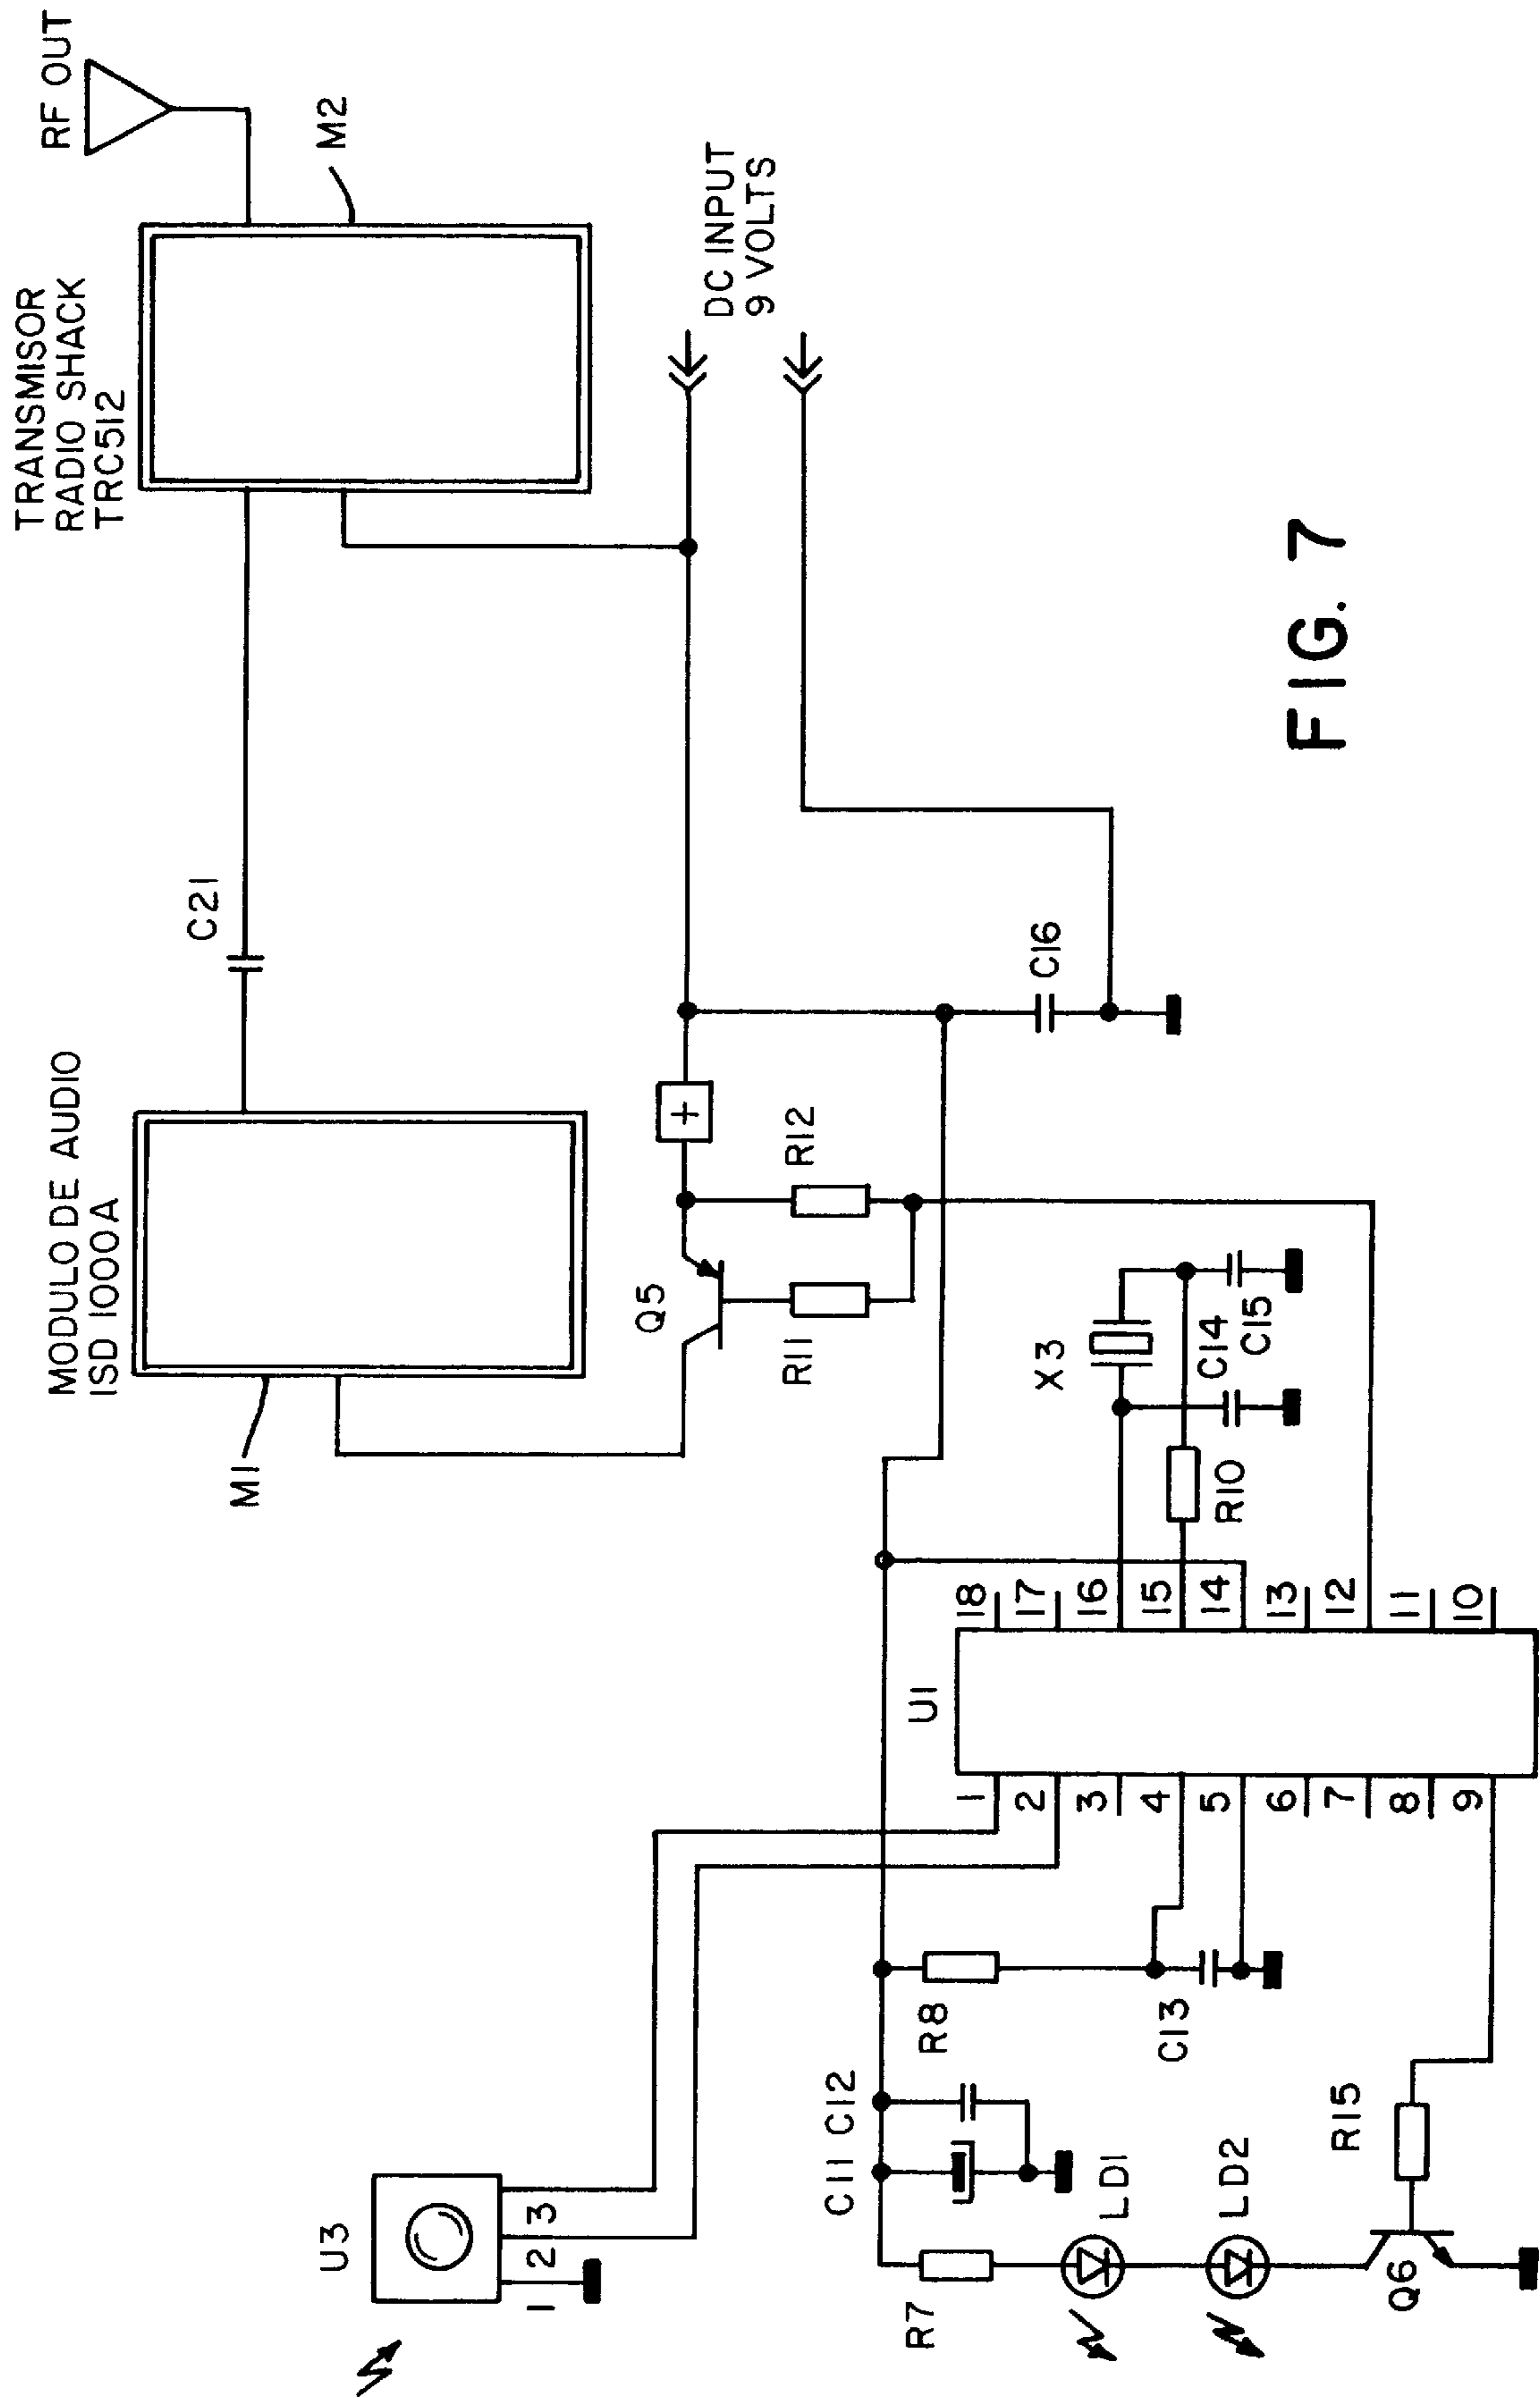 RF OUT
TRANSMISOR
RADIO SHACK
TRC512
M2
DC INPUT
9 VOLTS
C21
MODULO DE AUDIO
ISD 1000A
M1
+
Q5
R12
R11
C16
X3
C14
C15
R10
U1
18
17
16
15
14
13
12
11
10
1
2
3
4
5
6
7
8
9
U3
1
2
3
R8
C13
C11 C12
R7
LD1
LD2
R15
Q6
FIG. 7